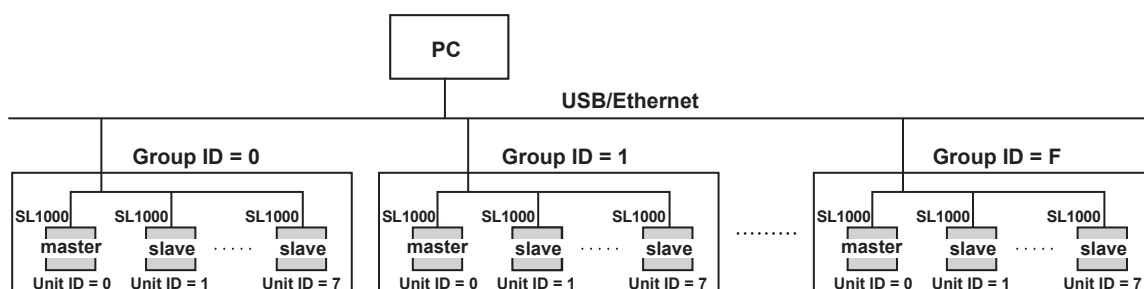 PC
USB/Ethernet
Group ID = 0
Group ID = 1
Group ID = F
SL1000 SL1000 SL1000
master slave ····· slave
Unit ID = 0 Unit ID = 1 Unit ID = 7
SL1000 SL1000 SL1000
master slave ····· slave
Unit ID = 0 Unit ID = 1 Unit ID = 7
·········
SL1000 SL1000 SL1000
master slave ····· slave
Unit ID = 0 Unit ID = 1 Unit ID = 7